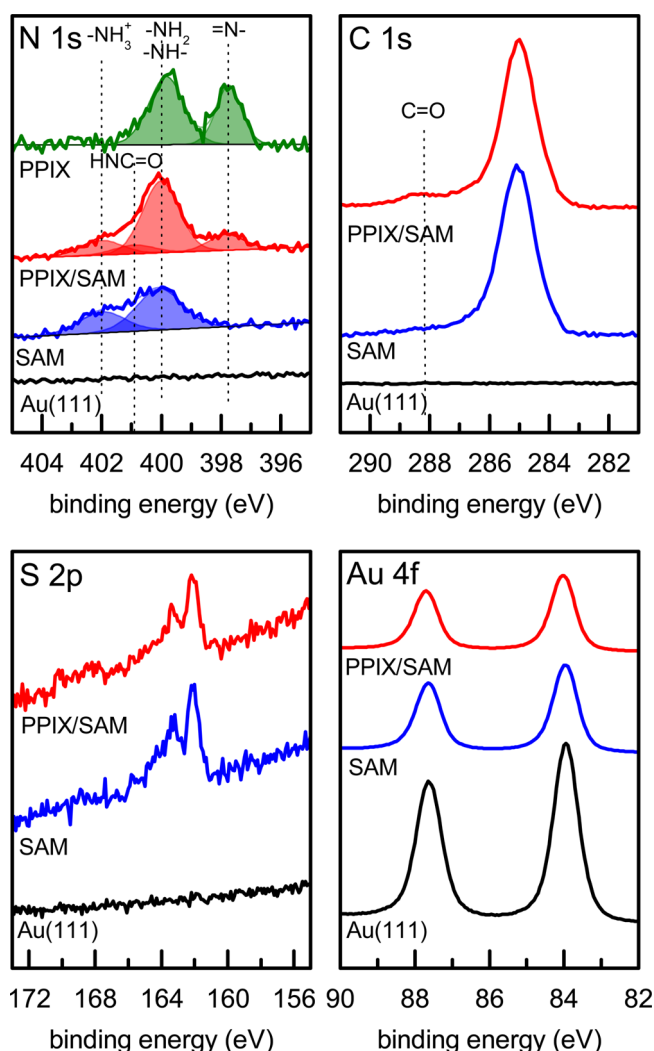 N 1s
-NH₃⁺
-NH₂
-NH-
=N-
PPIX
HNC=O
PPIX/SAM
SAM
Au(111)
404 402 400 398 396
binding energy (eV)
C 1s
C=O
PPIX/SAM
SAM
Au(111)
290 288 286 284 282
binding energy (eV)
S 2p
PPIX/SAM
SAM
Au(111)
172 168 164 160 156
binding energy (eV)
Au 4f
PPIX/SAM
SAM
Au(111)
90 88 86 84 82
binding energy (eV)